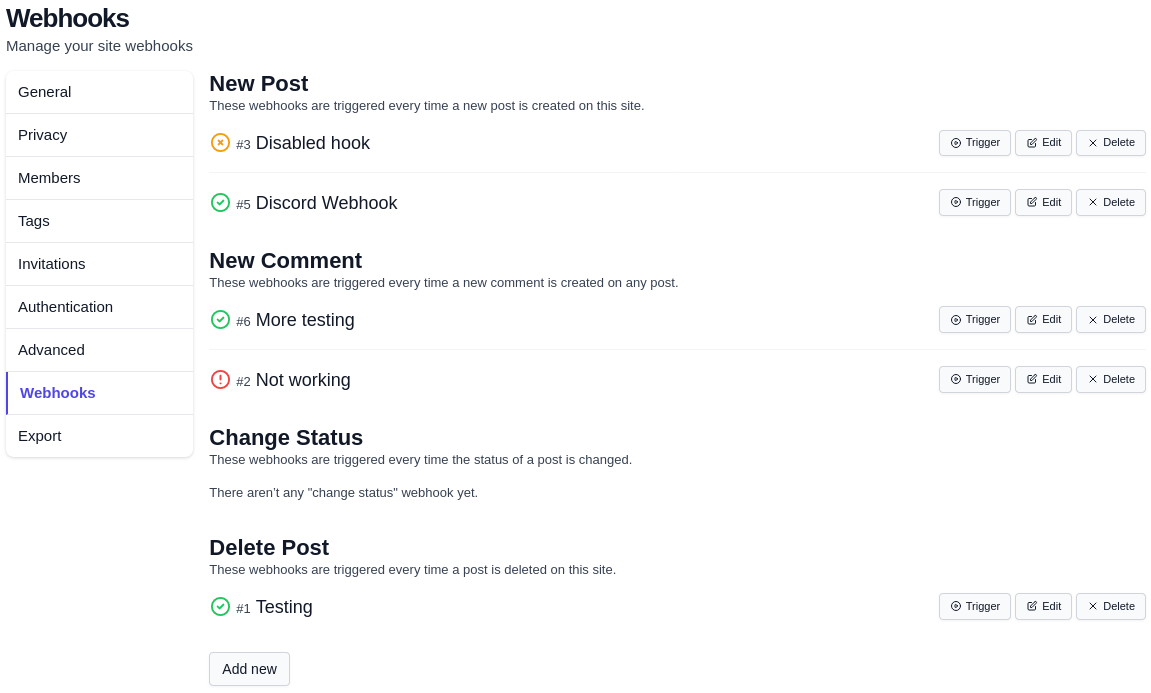 Webhooks
Manage your site webhooks
General
Privacy
Members
Tags
Invitations
Authentication
Advanced
Webhooks
Export
New Post
These webhooks are triggered every time a new post is created on this site.
#3 Disabled hook Trigger Edit Delete
#5 Discord Webhook Trigger Edit Delete
New Comment
These webhooks are triggered every time a new comment is created on any post.
#6 More testing Trigger Edit Delete
#2 Not working Trigger Edit Delete
Change Status
These webhooks are triggered every time the status of a post is changed.
There aren’t any "change status" webhook yet.
Delete Post
These webhooks are triggered every time a post is deleted on this site.
#1 Testing Trigger Edit Delete
Add new